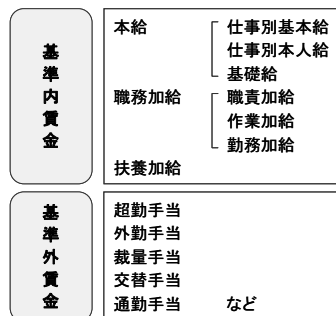 基準内賃金
本給 仕事別基本給
仕事別本人給
基礎給
職務加給 職責加給
作業加給
勤務加給
扶養加給
基準外賃金
超勤手当
外勤手当
裁量手当
交替手当
通勤手当 など